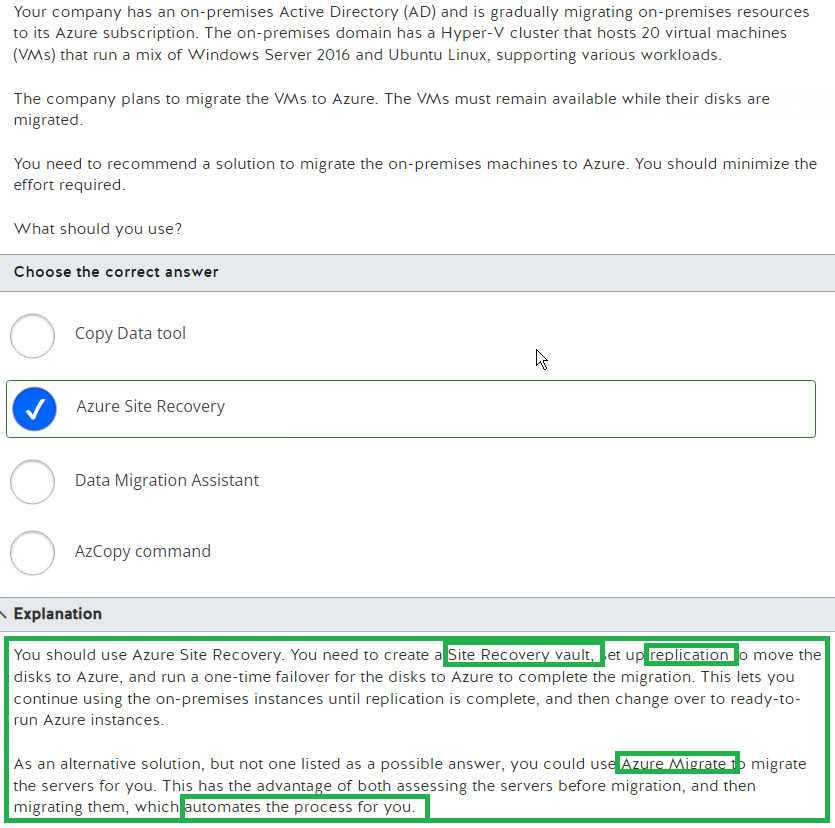 Your company has an on-premises Active Directory (AD) and is gradually migrating on-premises resources
to its Azure subscription. The on-premises domain has a Hyper-V cluster that hosts 20 virtual machines
(VMs) that run a mix of Windows Server 2016 and Ubuntu Linux, supporting various workloads.
The company plans to migrate the VMs to Azure. The VMs must remain available while their disks are
migrated.
You need to recommend a solution to migrate the on-premises machines to Azure. You should minimize the
effort required.
What should you use?
Choose the correct answer
Copy Data tool
Azure Site Recovery
Data Migration Assistant
AzCopy command
Explanation
You should use Azure Site Recovery. You need to create a Site Recovery vault, set up replication to move the
disks to Azure, and run a one-time failover for the disks to Azure to complete the migration. This lets you
continue using the on-premises instances until replication is complete, and then change over to ready-to-
run Azure instances.
As an alternative solution, but not one listed as a possible answer, you could use Azure Migrate to migrate
the servers for you. This has the advantage of both assessing the servers before migration, and then
migrating them, which automates the process for you.